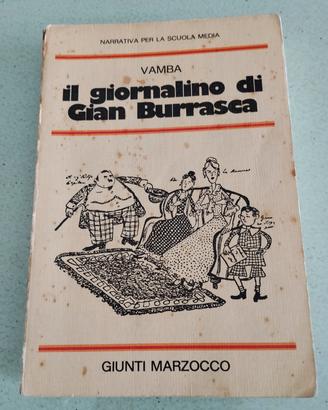 NARRATIVA PER LA SCUOLA MEDIA
VAMBA
il giornalino di
Gian Burrasca
GIUNTI MARZOCCO